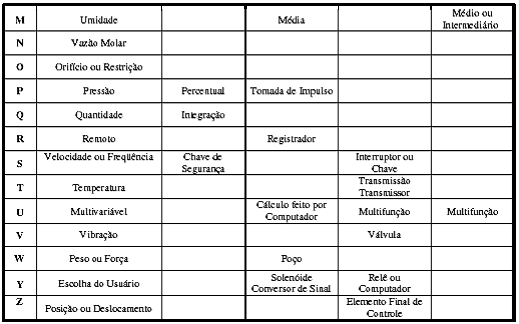 M Umidade Média Médio ou
Intermediário
N Vazão Molar
O Orifício ou Restrição
P Pressão Percentual Tomada de Impulso
Q Quantidade Integração
R Remoto Registrador
S Velocidade ou Freqüência Chave de Interruptor ou
Segurança Chave
T Temperatura Transmissão
Transmissor
U Multivariável Cálculo feito por Multifunção Multifunção
Computador
V Vibração Válvula
W Peso ou Força Poço
Y Escolha do Usuário Solenóide Relê ou
Conversor de Sinal Computador
Z Posição ou Deslocamento Elemento Final de
Controle